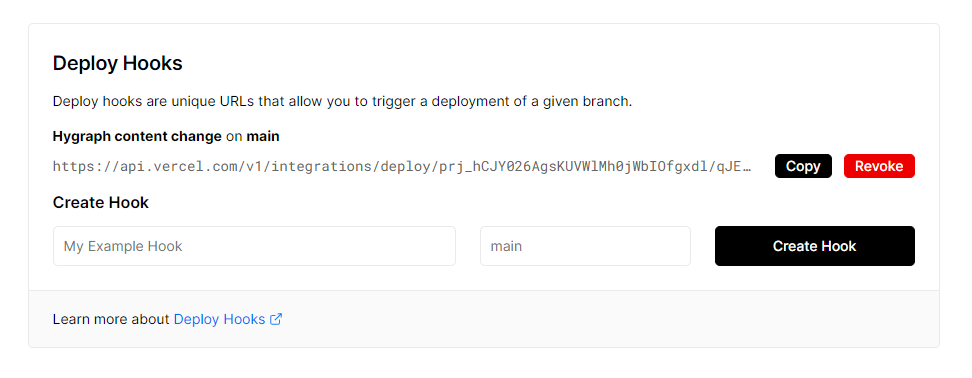 Deploy Hooks
Deploy hooks are unique URLs that allow you to trigger a deployment of a given branch.
Hygraph content change on main
https://api.vercel.com/v1/integrations/deploy/prj_hCJY026AgsKUVWlMh0jWbIOfgxdl/qJE… Copy Revoke
Create Hook
My Example Hook main Create Hook
Learn more about Deploy Hooks